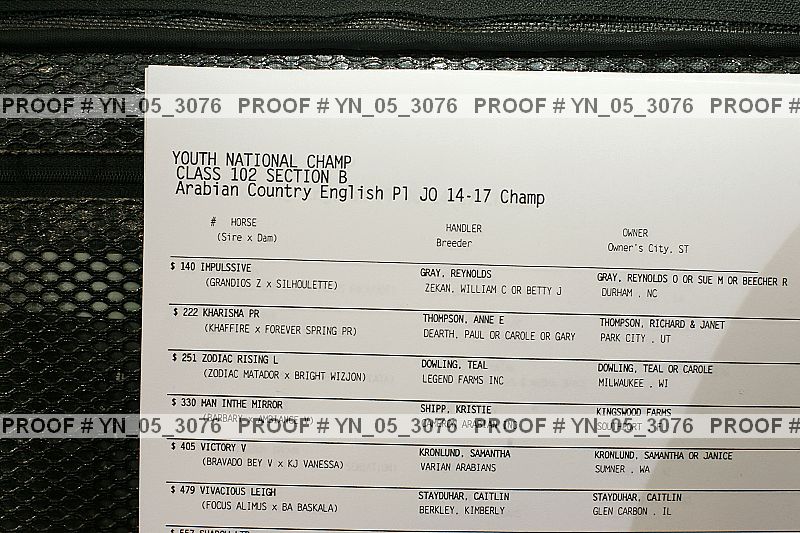 PROOF # YN_05_3076 PROOF # YN_05_3076 PROOF # YN_05_3076 PROOF #
YOUTH NATIONAL CHAMP
CLASS 102 SECTION B
Arabian Country English Pl JO 14-17 Champ
# HORSE HANDLER OWNER
(Sire x Dam) Breeder Owner's City, ST
$ 140 IMPULSSIVE GRAY, REYNOLDS GRAY, REYNOLDS O OR SUE M OR BEECHER R
(GRANDIOS Z x SILHOULETTE) ZEKAN, WILLIAM C OR BETTY J DURHAM , NC
$ 222 KHARISMA PR THOMPSON, ANNE E THOMPSON, RICHARD & JANET
(KHAFFIRE x FOREVER SPRING PR) DEARTH, PAUL OR CAROLE OR GARY PARK CITY , UT
$ 251 ZODIAC RISING L DOWLING, TEAL DOWLING, TEAL OR CAROLE
(ZODIAC MATADOR x BRIGHT WIZJON) LEGEND FARMS INC MILWAUKEE , WI
$ 330 MAN INTHE MIRROR SHIPP, KRISTIE KINGSWOOD FARMS
(BARBARY x AMBIANCE CAMERON ARABIAN INC SOUTHPORT
PROOF # YN_05_3076 PROOF # YN_05_3076 PROOF # YN_05_3076 PROOF #
$ 405 VICTORY V KRONLUND, SAMANTHA KRONLUND, SAMANTHA OR JANICE
(BRAVADO BEY V x KJ VANESSA) VARIAN ARABIANS SUMNER , WA
$ 479 VIVACIOUS LEIGH STAYDUHAR, CAITLIN STAYDUHAR, CAITLIN
(FOCUS ALIMUS x BA BASKALA) BERKLEY, KIMBERLY GLEN CARBON , IL